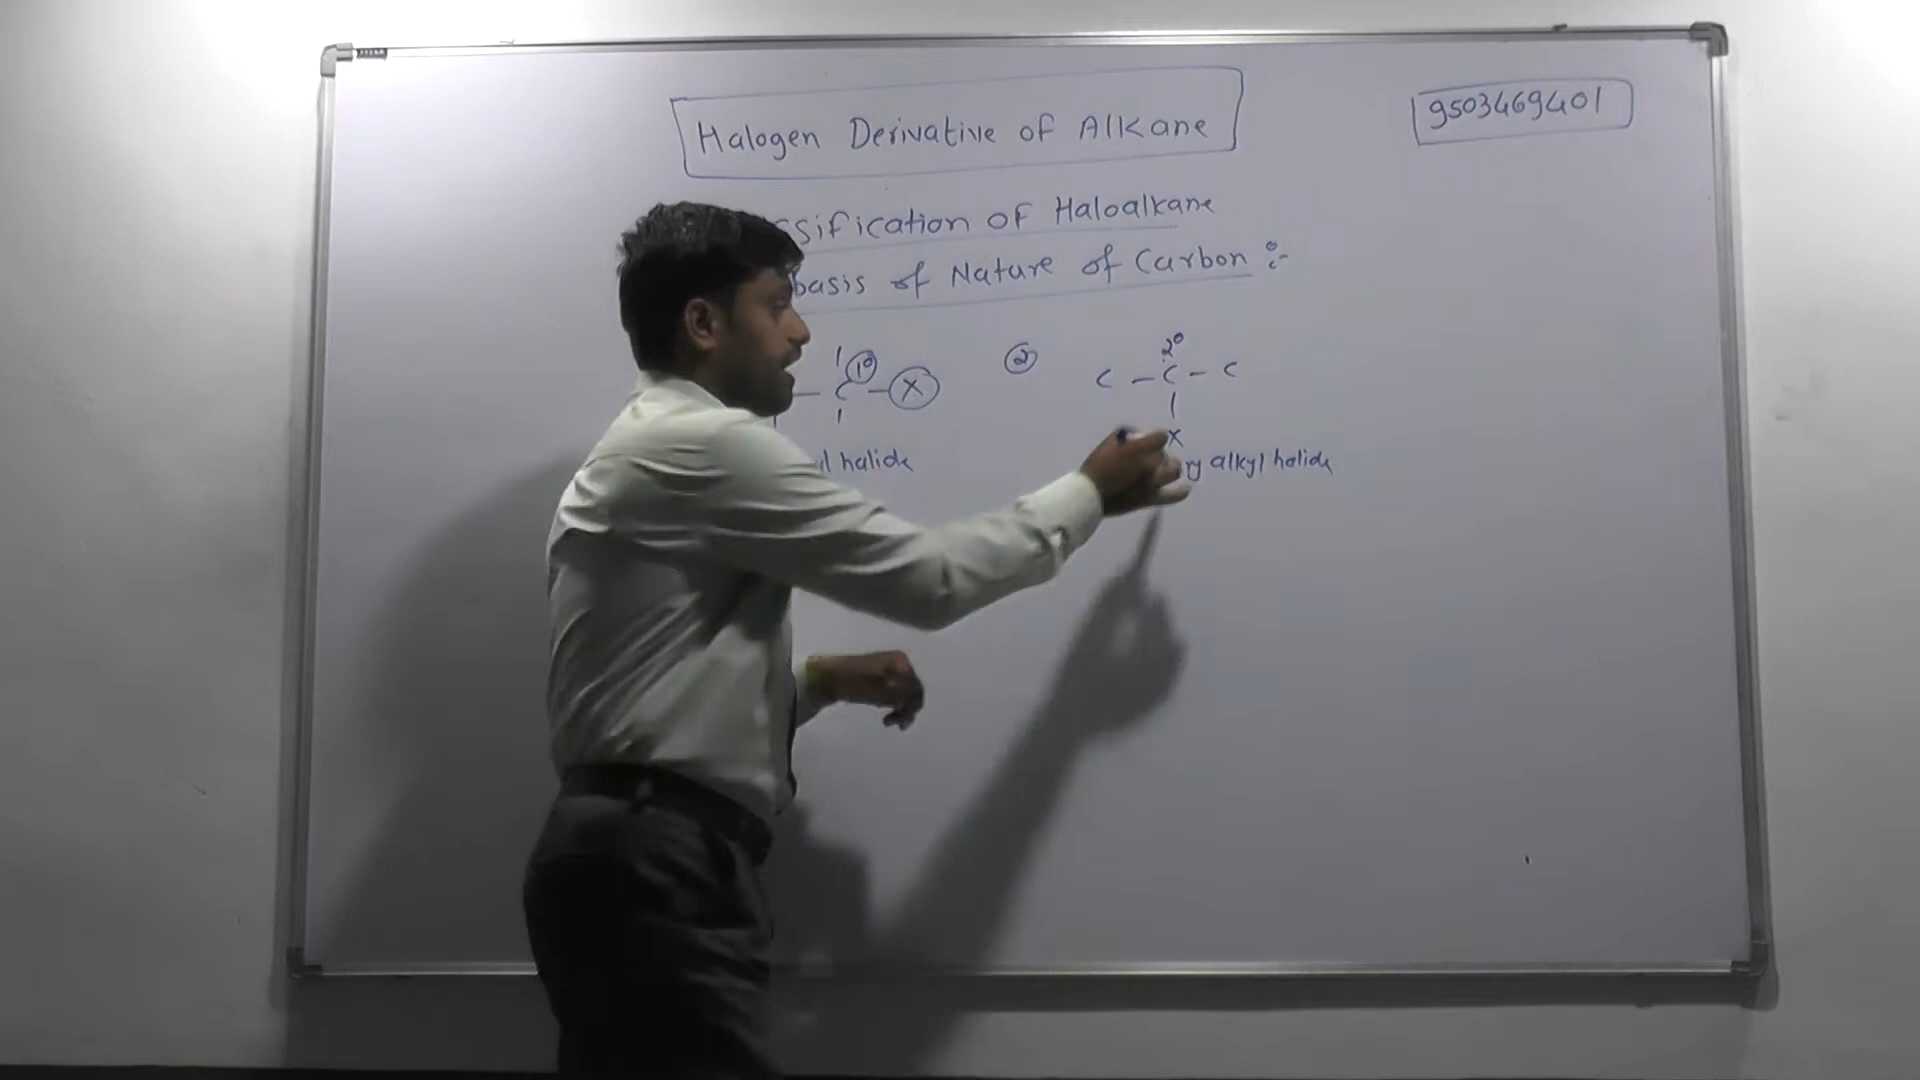 Halogen Derivative of Alkane
9503469401
ssification of Haloalkane
basis of Nature of Carbon :-
1° X
② 2°
C - C - C
X
l halide
ry alkyl halide